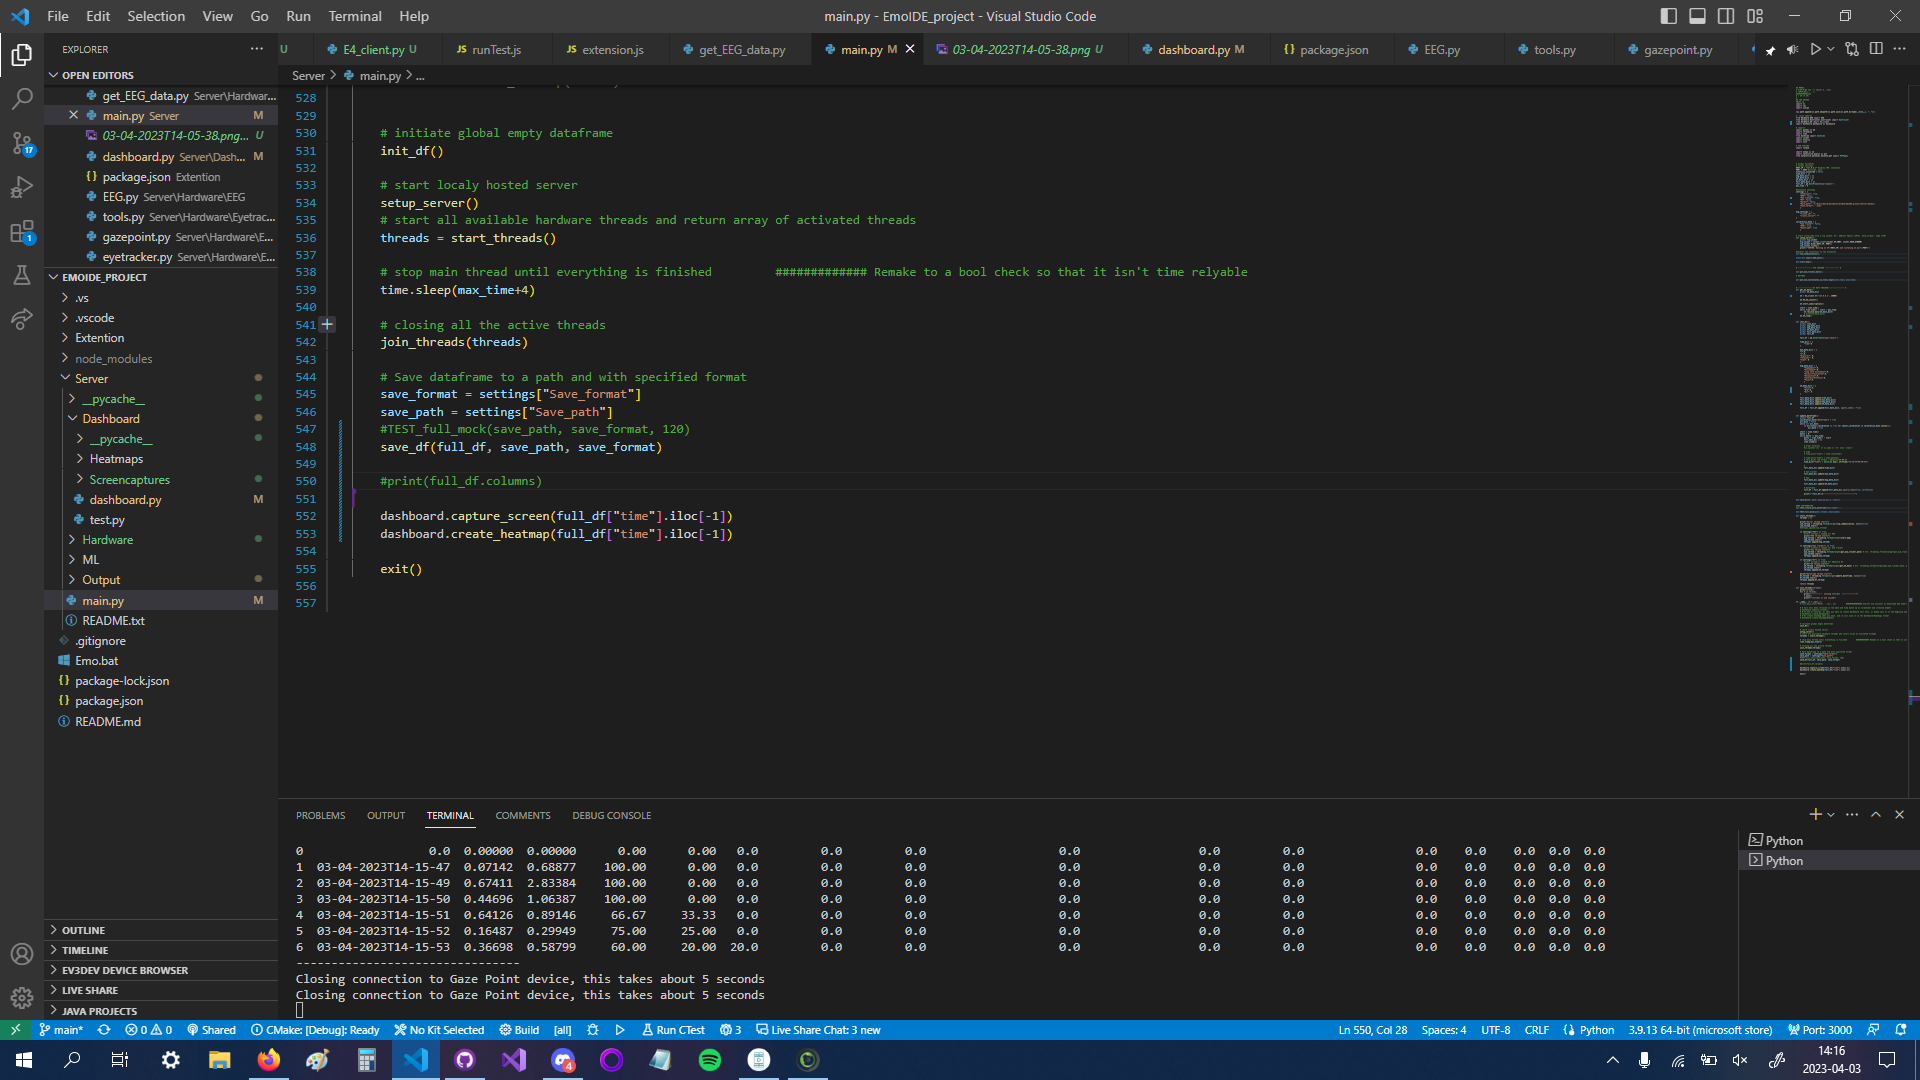 File Edit Selection View Go Run Terminal Help
main.py - EmoIDE_project - Visual Studio Code
EXPLORER
U
E4_client.py U
JS runTest.js
JS extension.js
get_EEG_data.py
main.py M
03-04-2023T14-05-38.png U
dashboard.py M
{} package.json
EEG.py
tools.py
gazepoint.py
OPEN EDITORS
get_EEG_data.py Server\Hardwar...
main.py Server M
03-04-2023T14-05-38.png... U
dashboard.py Server\Dash... M
{} package.json Extention
EEG.py Server\Hardware\EEG
tools.py Server\Hardware\Eyetrac...
gazepoint.py Server\Hardware\E...
eyetracker.py Server\Hardware\E...
EMOIDE_PROJECT
.vs
.vscode
Extention
node_modules
Server
__pycache__
Dashboard
__pycache__
Heatmaps
Screencaptures
dashboard.py M
test.py
Hardware
ML
Output
main.py M
README.txt
.gitignore
Emo.bat
{} package-lock.json
{} package.json
README.md
OUTLINE
TIMELINE
EV3DEV DEVICE BROWSER
LIVE SHARE
JAVA PROJECTS
17
1
Server > main.py > ...
528
529
530 # initiate global empty dataframe
531 init_df()
532
533 # start localy hosted server
534 setup_server()
535 # start all available hardware threads and return array of activated threads
536 threads = start_threads()
537
538 # stop main thread until everything is finished ############# Remake to a bool check so that it isn't time relyable
539 time.sleep(max_time+4)
540
541 # closing all the active threads
542 join_threads(threads)
543
544 # Save dataframe to a path and with specified format
545 save_format = settings["Save_format"]
546 save_path = settings["Save_path"]
547 #TEST_full_mock(save_path, save_format, 120)
548 save_df(full_df, save_path, save_format)
549
550 #print(full_df.columns)
551
552 dashboard.capture_screen(full_df["time"].iloc[-1])
553 dashboard.create_heatmap(full_df["time"].iloc[-1])
554
555 exit()
556
557
PROBLEMS OUTPUT TERMINAL COMMENTS DEBUG CONSOLE
0 0.0 0.00000 0.00000 0.00 0.00 0.0 0.0 0.0 0.0 0.0 0.0 0.0 0.0 0.0 0.0 0.0
1 03-04-2023T14-15-47 0.07142 0.68877 100.00 0.00 0.0 0.0 0.0 0.0 0.0 0.0 0.0 0.0 0.0 0.0 0.0
2 03-04-2023T14-15-49 0.67411 2.83384 100.00 0.00 0.0 0.0 0.0 0.0 0.0 0.0 0.0 0.0 0.0 0.0 0.0
3 03-04-2023T14-15-50 0.44696 1.06387 100.00 0.00 0.0 0.0 0.0 0.0 0.0 0.0 0.0 0.0 0.0 0.0 0.0
4 03-04-2023T14-15-51 0.64126 0.89146 66.67 33.33 0.0 0.0 0.0 0.0 0.0 0.0 0.0 0.0 0.0 0.0 0.0
5 03-04-2023T14-15-52 0.16487 0.29949 75.00 25.00 0.0 0.0 0.0 0.0 0.0 0.0 0.0 0.0 0.0 0.0 0.0
6 03-04-2023T14-15-53 0.36698 0.58799 60.00 20.00 20.0 0.0 0.0 0.0 0.0 0.0 0.0 0.0 0.0 0.0 0.0
--------------------------------
Closing connection to Gaze Point device, this takes about 5 seconds
Closing connection to Gaze Point device, this takes about 5 seconds
Python
Python
main* 0 0 Shared CMake: [Debug]: Ready No Kit Selected Build [all] Run CTest 3 Live Share Chat: 3 new
Ln 550, Col 28 Spaces: 4 UTF-8 CRLF Python 3.9.13 64-bit (microsoft store) Port: 3000
4
14:16
2023-04-03